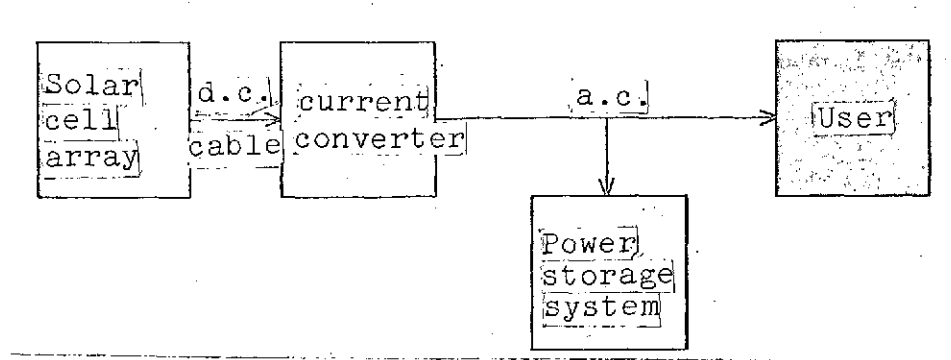 Solar
cell
array
d.c.
cable
current
converter
a.c.
User
Power
storage
system